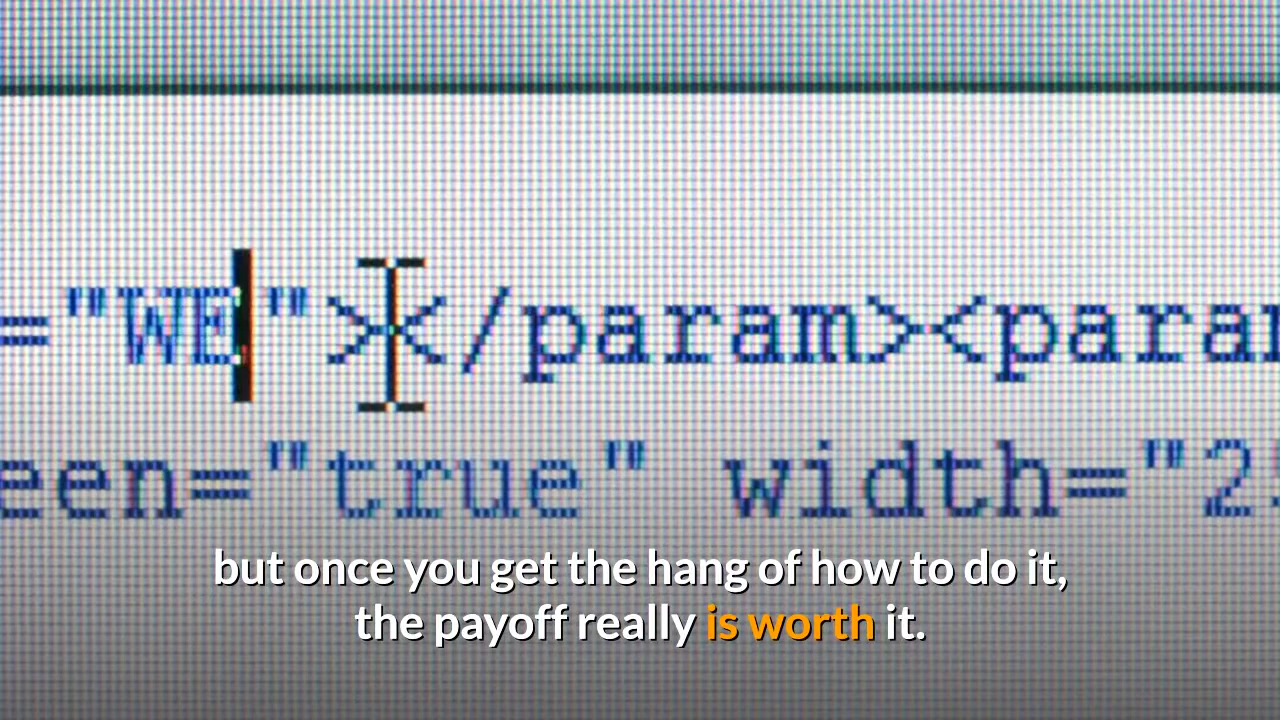 ="WE"></param><param
een="true" width="2
but once you get the hang of how to do it,
the payoff really is worth it.